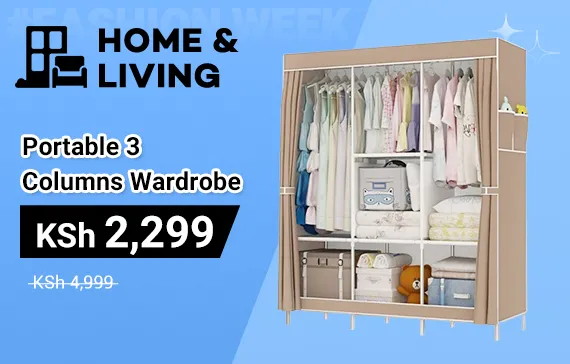 #FASHION WEEK
HOME &
LIVING
Portable 3
Columns Wardrobe
KSh 2,299
KSh 4,999